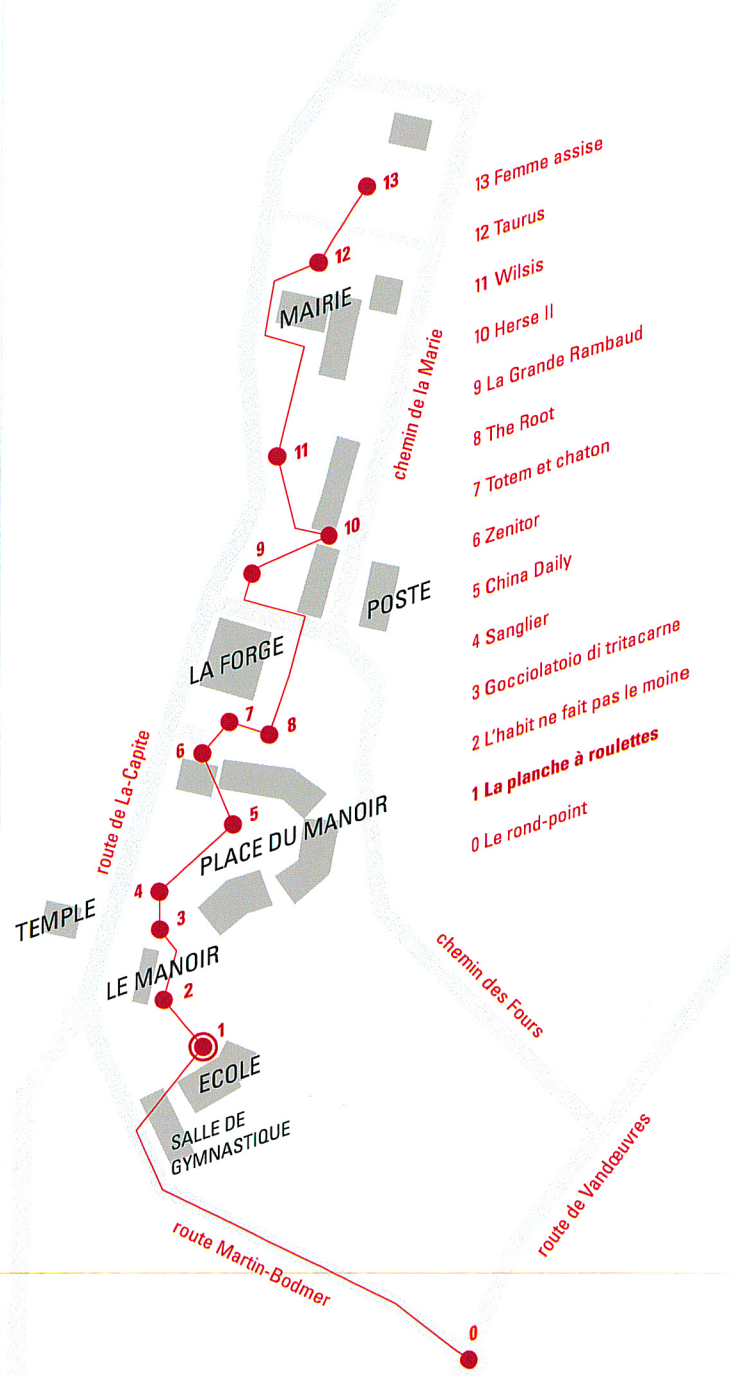 13
13 Femme assise
12 Taurus
12
11 Wilsis
MAIRIE
10 Herse II
chemin de la Marie
9 La Grande Rambaud
8 The Root
11
7 Totem et chaton
10
6 Zenitor
9
5 China Daily
POSTE
4 Sanglier
LA FORGE
3 Gocciolatoio di tritacarne
7
8
2 L'habit ne fait pas le moine
6
1 La planche à roulettes
route de La-Capite
5
0 Le rond-point
PLACE DU MANOIR
4
TEMPLE
3
LE MANOIR
2
chemin des Fours
1
ECOLE
SALLE DE
GYMNASTIQUE
route de Vandœuvres
route Martin-Bodmer
0